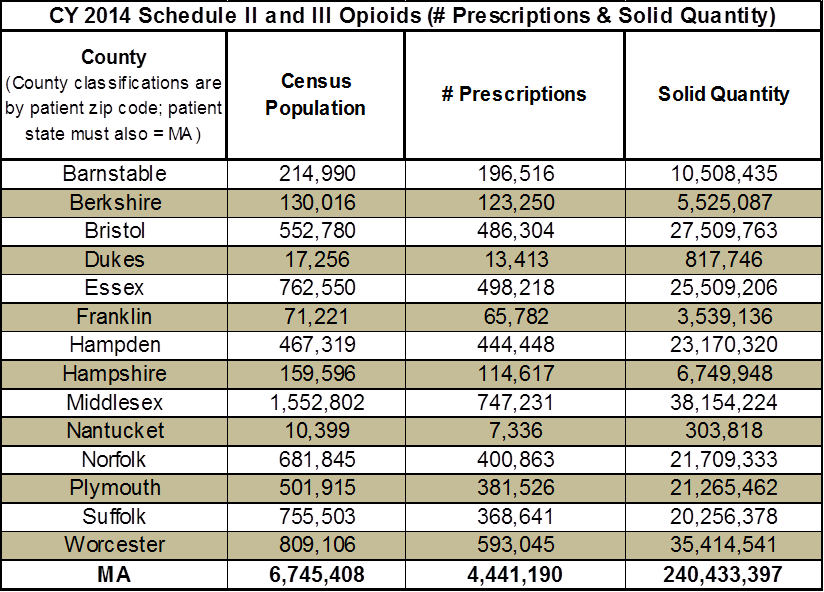 CY 2014 Schedule II and III Opioids (# Prescriptions & Solid Quantity)
County
(County classifications are
by patient zip code; patient
state must also = MA)
Census
Population
# Prescriptions
Solid Quantity
Barnstable 214,990 196,516 10,508,435
Berkshire 130,016 123,250 5,525,087
Bristol 552,780 486,304 27,509,763
Dukes 17,256 13,413 817,746
Essex 762,550 498,218 25,509,206
Franklin 71,221 65,782 3,539,136
Hampden 467,319 444,448 23,170,320
Hampshire 159,596 114,617 6,749,948
Middlesex 1,552,802 747,231 38,154,224
Nantucket 10,399 7,336 303,818
Norfolk 681,845 400,863 21,709,333
Plymouth 501,915 381,526 21,265,462
Suffolk 755,503 368,641 20,256,378
Worcester 809,106 593,045 35,414,541
MA 6,745,408 4,441,190 240,433,397